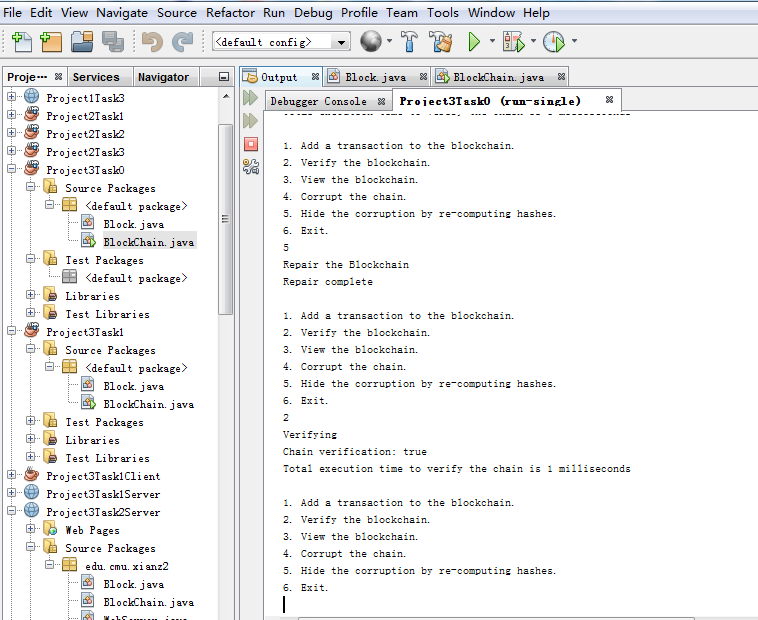 File Edit View Navigate Source Refactor Run Debug Profile Team Tools Window Help
<default config>
Proje... Services Navigator
Output Block.java BlockChain.java
Debugger Console Project3Task0 (run-single)
Project1Task3
Project2Task1
Project2Task2
Project2Task3
Project3Task0
Source Packages
<default package>
Block.java
BlockChain.java
Test Packages
<default package>
Libraries
Test Libraries
Project3Task1
Source Packages
<default package>
Block.java
BlockChain.java
Test Packages
Libraries
Test Libraries
Project3Task1Client
Project3Task1Server
Project3Task2Server
Web Pages
Source Packages
edu.cmu.xianz2
Block.java
BlockChain.java
1. Add a transaction to the blockchain.
2. Verify the blockchain.
3. View the blockchain.
4. Corrupt the chain.
5. Hide the corruption by re-computing hashes.
6. Exit.
5
Repair the Blockchain
Repair complete
1. Add a transaction to the blockchain.
2. Verify the blockchain.
3. View the blockchain.
4. Corrupt the chain.
5. Hide the corruption by re-computing hashes.
6. Exit.
2
Verifying
Chain verification: true
Total execution time to verify the chain is 1 milliseconds
1. Add a transaction to the blockchain.
2. Verify the blockchain.
3. View the blockchain.
4. Corrupt the chain.
5. Hide the corruption by re-computing hashes.
6. Exit.